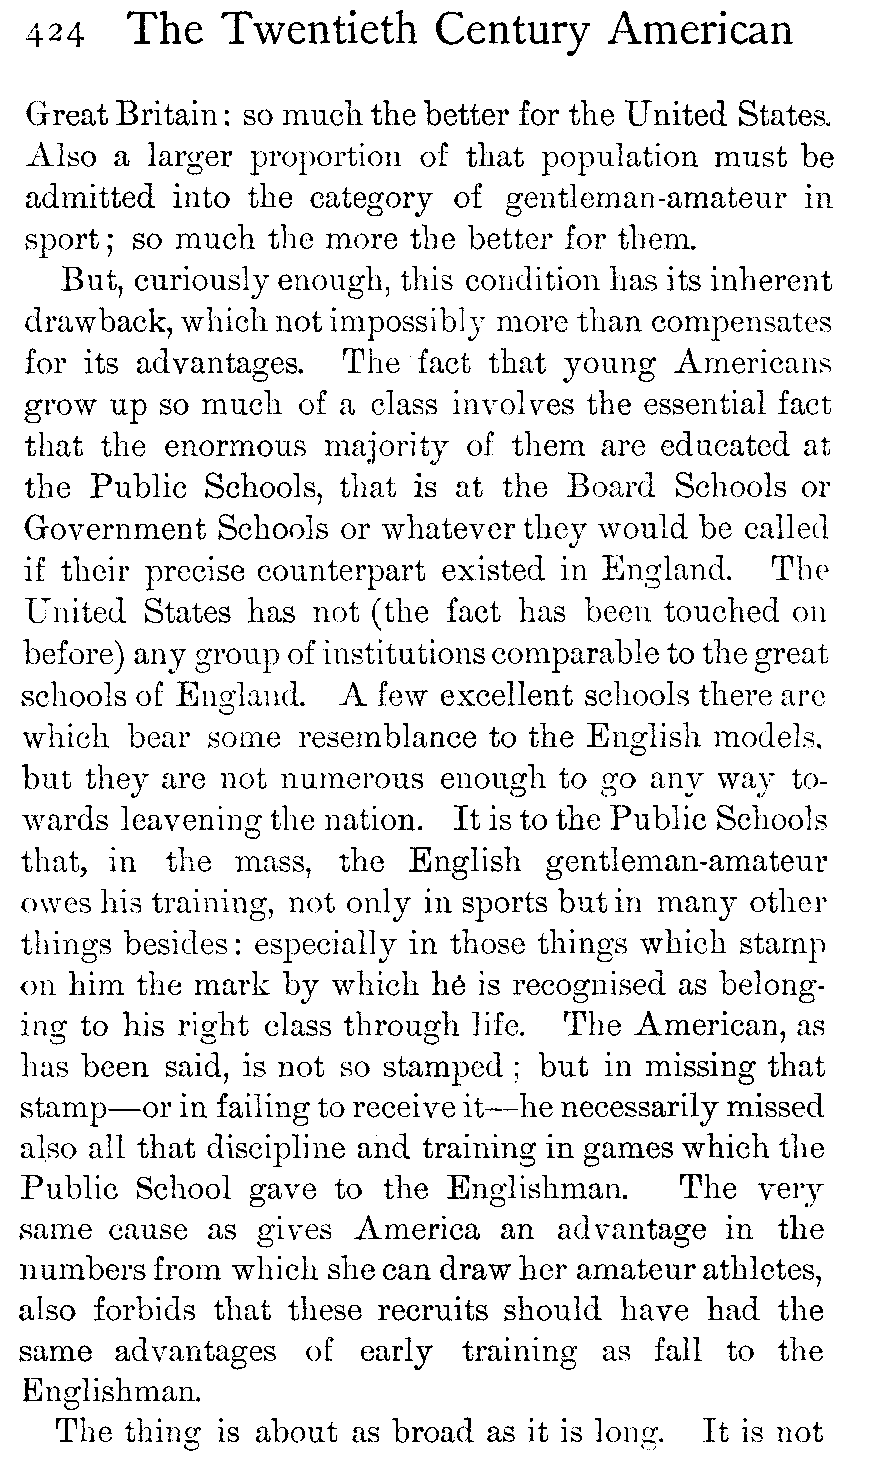 424 The Twentieth Century American
Great Britain; so much the better for the United States.
Also a larger proportion of that population must be
admitted into the category of gentleman-amateur in
sport; so much the more the better for them.
But, curiously enough, this condition has its inherent
drawback, which not impossibly more than compensates
for its advantages. The fact that young Americans
grow up so much of a class involves the essential fact
that the enormous majority of them are educated at
the Public Schools, that is at the Board Schools or
Government Schools or whatever they would be called
if their precise counterpart existed in England. The
United States has not (the fact has been touched on
before) any group of institutions comparable to the great
schools of England. A few excellent schools there are
which bear some resemblance to the English models,
but they are not numerous enough to go any way to-
wards leavening the nation. It is to the Public Schools
that, in the mass, the English gentleman-amateur
owes his training, not only in sports but in many other
things besides: especially in those things which stamp
on him the mark by which he is recognised as belong-
ing to his right class through life. The American, as
has been said, is not so stamped; but in missing that
stamp—or in failing to receive it—he necessarily missed
also all that discipline and training in games which the
Public School gave to the Englishman. The very
same cause as gives America an advantage in the
numbers from which she can draw her amateur athletes,
also forbids that these recruits should have had the
same advantages of early training as fall to the
Englishman.
The thing is about as broad as it is long. It is not